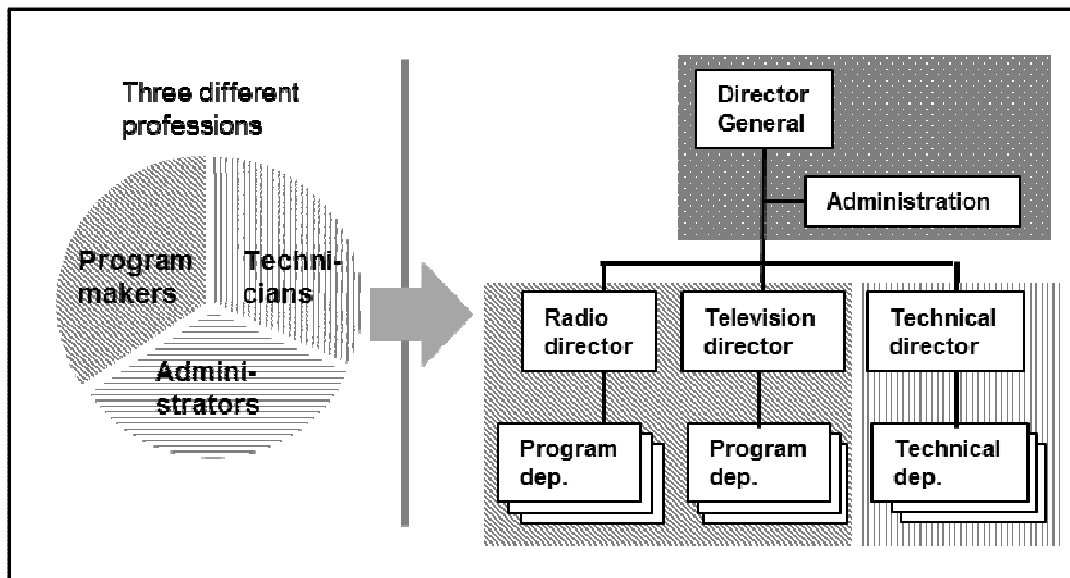 Three different
professions
Program
makers
Techni-
cians
Admini-
strators
Director
General
Administration
Radio
director
Television
director
Technical
director
Program
dep.
Program
dep.
Technical
dep.